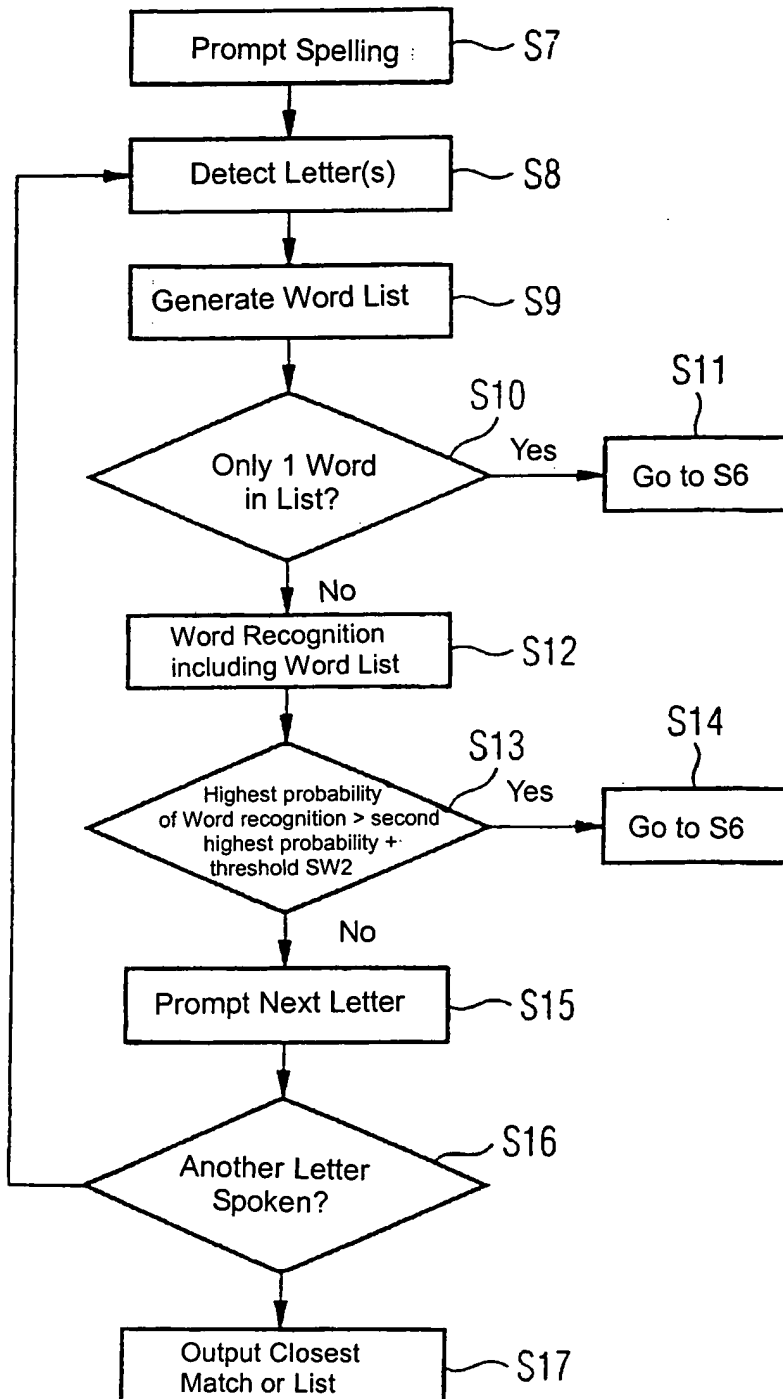 Prompt Spelling
S7
Detect Letter(s)
S8
Generate Word List
S9
S10
S11
Only 1 Word
in List?
Yes
Go to S6
No
Word Recognition
including Word List
S12
S13
S14
Highest probability
of Word recognition > second
highest probability +
threshold SW2
Yes
Go to S6
No
Prompt Next Letter
S15
S16
Another Letter
Spoken?
Output Closest
Match or List
S17